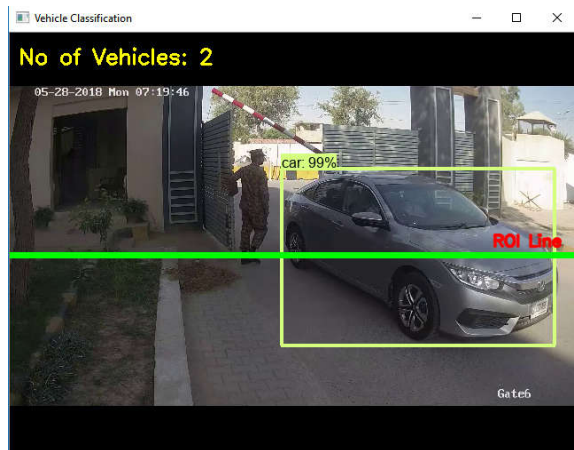 Vehicle Classification
No of Vehicles: 2
05-28-2018 Mon 07:19:46
car: 99%
ROI Line
Gate6